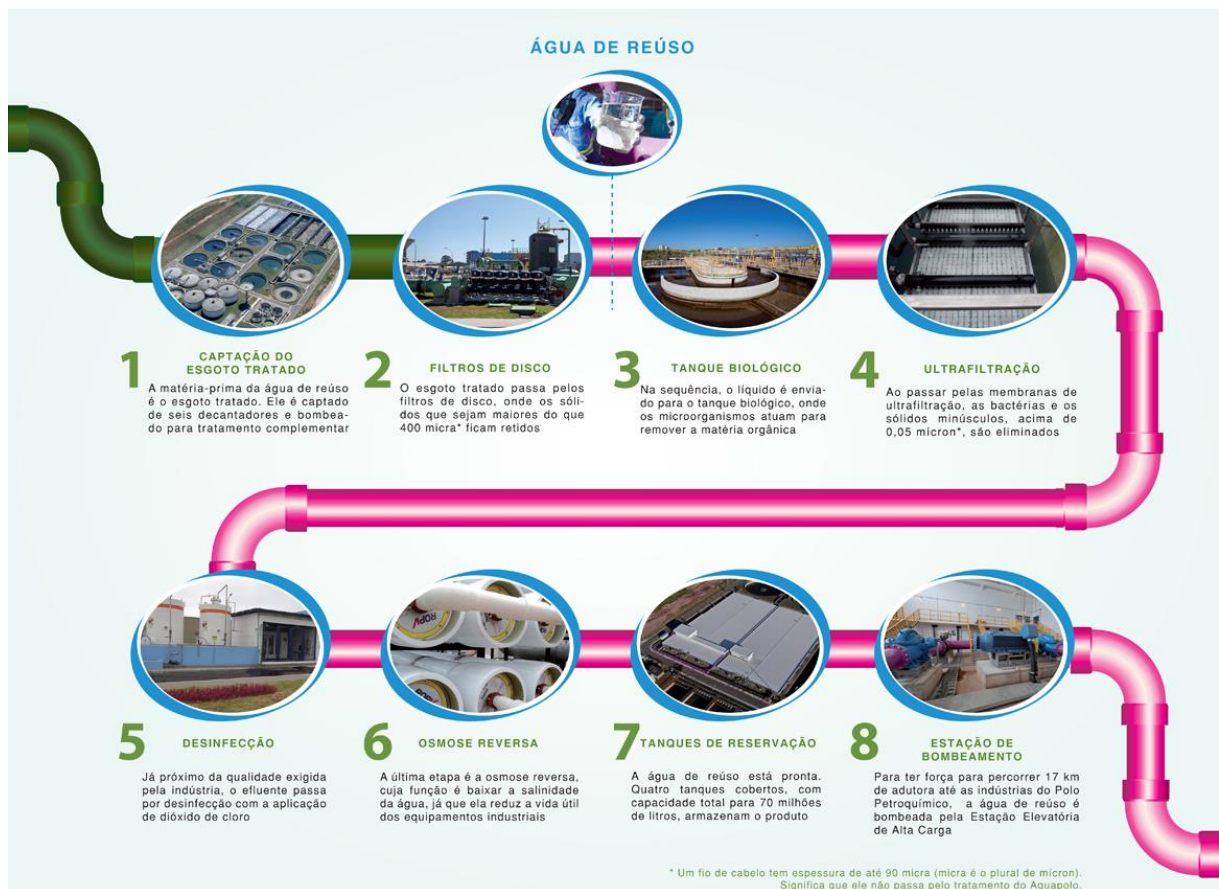 ÁGUA DE REÚSO
1
CAPTAÇÃO DO
ESGOTO TRATADO
A matéria-prima da água de reúso
é o esgoto tratado. Ele é captado
de seis decantadores e bombea-
do para tratamento complementar
2
FILTROS DE DISCO
O esgoto tratado passa pelos
filtros de disco, onde os sóli-
dos que sejam maiores do que
400 micra* ficam retidos
3
TANQUE BIOLÓGICO
Na sequência, o líquido é envia-
do para o tanque biológico, onde
os microorganismos atuam para
remover a matéria orgânica
4
ULTRAFILTRAÇÃO
Ao passar pelas membranas de
ultrafiltração, as bactérias e os
sólidos minúsculos, acima de
0,05 mícron*, são eliminados
5
DESINFECÇÃO
Já próximo da qualidade exigida
pela indústria, o efluente passa
por desinfecção com a aplicação
de dióxido de cloro
6
OSMOSE REVERSA
A última etapa é a osmose reversa,
cuja função é baixar a salinidade
da água, já que ela reduz a vida útil
dos equipamentos industriais
7
TANQUES DE RESERVAÇÃO
A água de reúso está pronta.
Quatro tanques cobertos, com
capacidade total para 70 milhões
de litros, armazenam o produto
8
ESTAÇÃO DE
BOMBEAMENTO
Para ter força para percorrer 17 km
de adutora até as indústrias do Polo
Petroquímico, a água de reúso é
bombeada pela Estação Elevatória
de Alta Carga
* Um fio de cabelo tem espessura de até 90 micra (micra é o plural de mícron).
Significa que ele não passa pelo tratamento do Aquapolo.